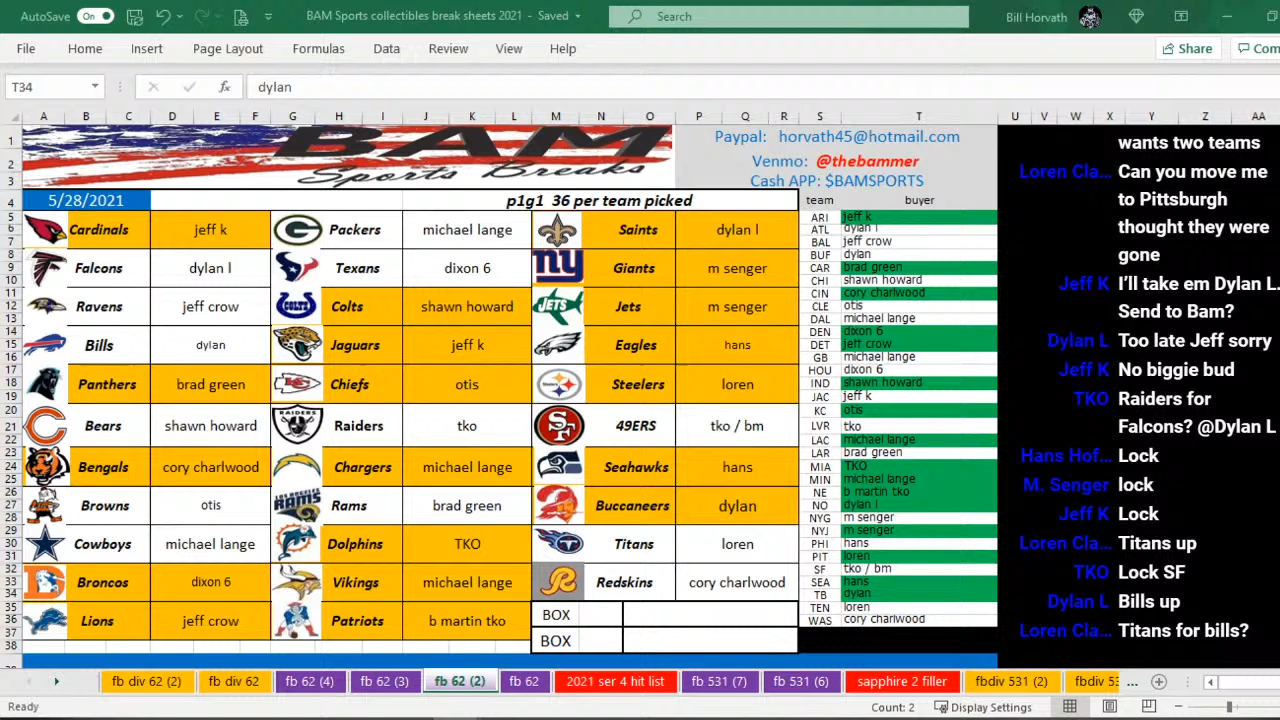 AutoSave On BAM Sports collectibles break sheets 2021 - Saved Search Bill Horvath
File Home Insert Page Layout Formulas Data Review View Help Share Com
T34 fx dylan
A B C D E F G H I J K L M N O P Q R S T U V W X Y Z AA
BAM
Sports Breaks
Paypal: horvath45@hotmail.com
Venmo: @thebammer
Cash APP: $BAMSPORTS
5/28/2021 p1g1 36 per team picked team buyer
Cardinals jeff k Packers michael lange Saints dylan l
Falcons dylan l Texans dixon 6 Giants m senger
Ravens jeff crow Colts shawn howard Jets m senger
Bills dylan Jaguars jeff k Eagles hans
Panthers brad green Chiefs otis Steelers loren
Bears shawn howard Raiders tko 49ERS tko / bm
Bengals cory charlwood Chargers michael lange Seahawks hans
Browns otis Rams brad green Buccaneers dylan
Cowboys michael lange Dolphins TKO Titans loren
Broncos dixon 6 Vikings michael lange Redskins cory charlwood
Lions jeff crow Patriots b martin tko BOX
BOX
ARI jeff k
ATL dylan l
BAL jeff crow
BUF dylan
CAR brad green
CHI shawn howard
CIN cory charlwood
CLE otis
DAL michael lange
DEN dixon 6
DET jeff crow
GB michael lange
HOU dixon 6
IND shawn howard
JAC jeff k
KC otis
LVR tko
LAC michael lange
LAR brad green
MIA TKO
MIN michael lange
NE b martin tko
NO dylan l
NYG m senger
NYJ m senger
PHI hans
PIT loren
SF tko / bm
SEA hans
TB dylan
TEN loren
WAS cory charlwood
wants two teams
Loren Cla... Can you move me
to Pittsburgh
thought they were
gone
Jeff K I'll take em Dylan L.
Send to Bam?
Dylan L Too late Jeff sorry
Jeff K No biggie bud
TKO Raiders for
Falcons? @Dylan L
Hans Hof... Lock
M. Senger lock
Jeff K Lock
Loren Cla... Titans up
TKO Lock SF
Dylan L Bills up
Loren Cla... Titans for bills?
fb div 62 (2) fb div 62 fb 62 (4) fb 62 (3) fb 62 (2) fb 62 2021 ser 4 hit list fb 531 (7) fb 531 (6) sapphire 2 filler fbdiv 531 (2) fbdiv 53 ...
Ready Count: 2 Display Settings